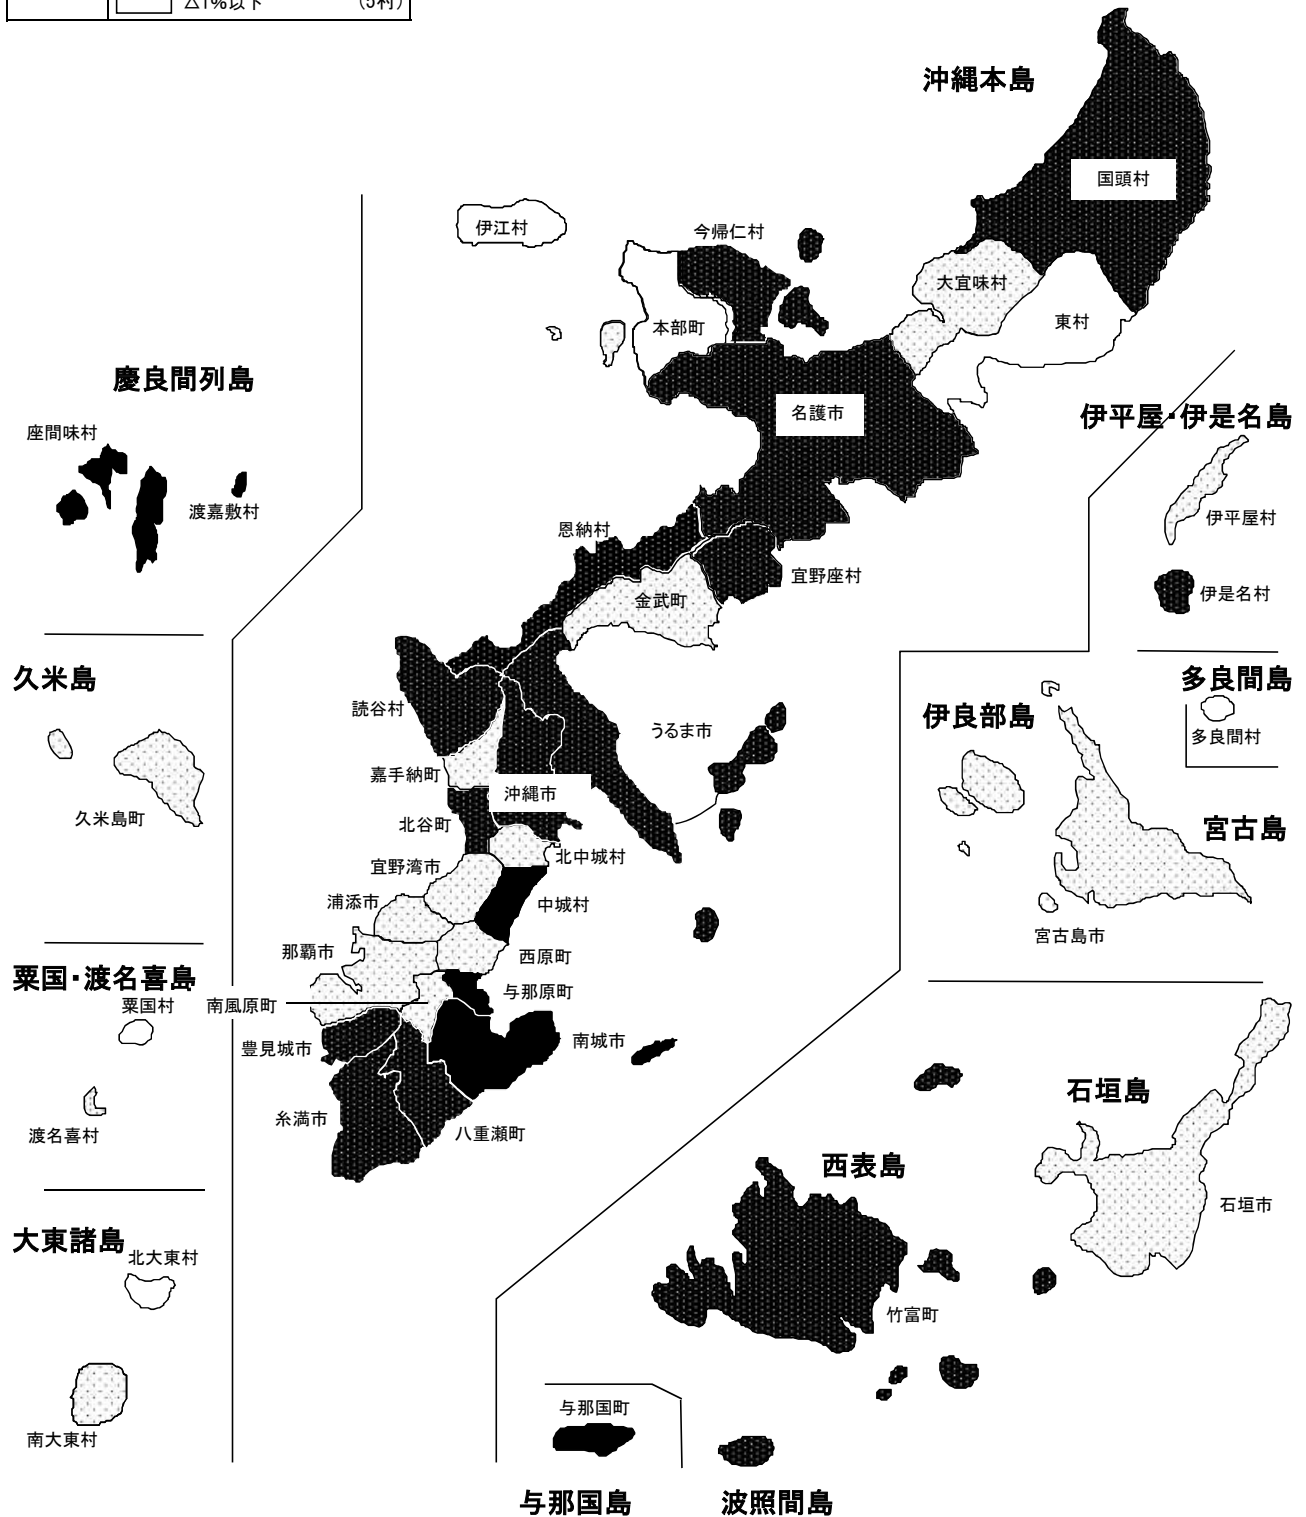 △1%以下 (5村)
沖縄本島
国頭村
伊江村
今帰仁村
大宜味村
本部町
東村
慶良間列島
名護市
伊平屋・伊是名島
座間味村
渡嘉敷村
伊平屋村
恩納村
宜野座村
伊是名村
金武町
久米島
多良間島
読谷村
伊良部島
うるま市
多良間村
嘉手納町
沖縄市
久米島町
北谷町
宮古島
北中城村
宜野湾市
浦添市
中城村
宮古島市
那覇市
西原町
粟国・渡名喜島
与那原町
粟国村
南風原町
南城市
豊見城市
石垣島
糸満市
渡名喜村
八重瀬町
西表島
石垣市
大東諸島
北大東村
竹富町
与那国町
南大東村
与那国島
波照間島